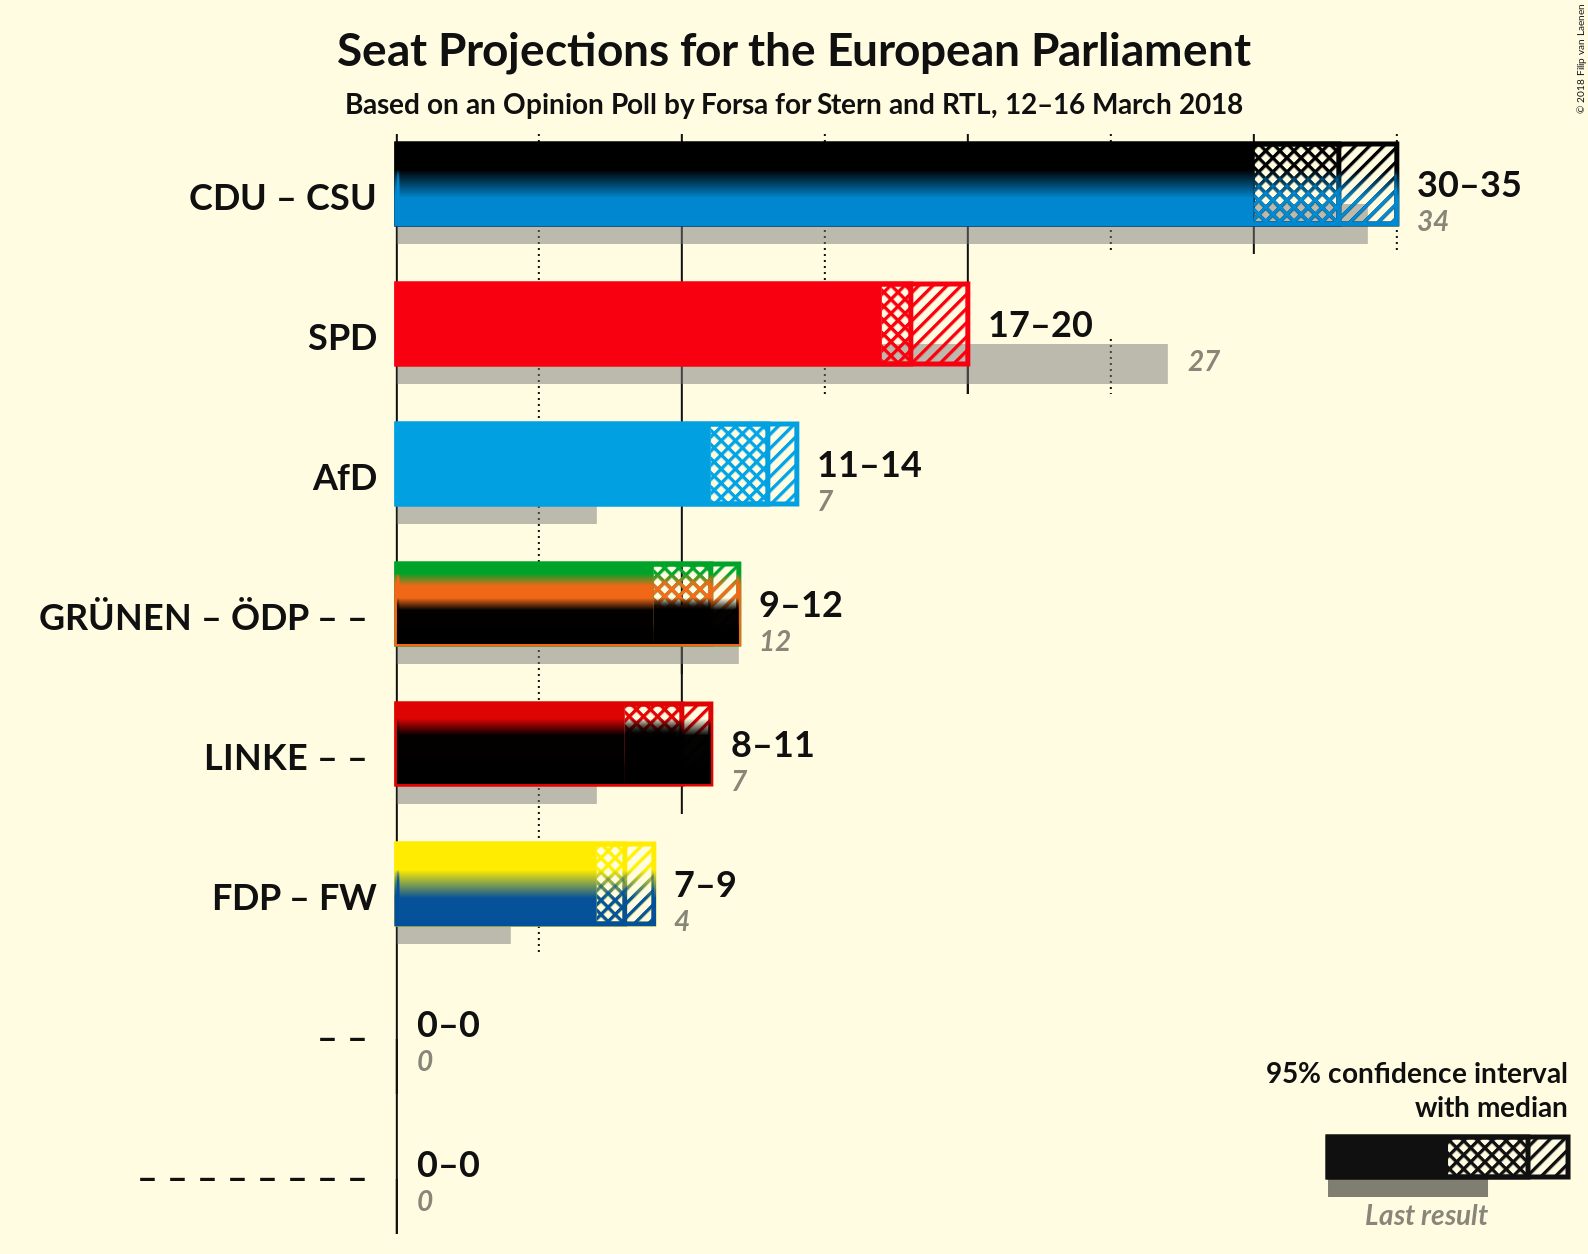 Seat Projections for the European Parliament
Based on an Opinion Poll by Forsa for Stern and RTL, 12–16 March 2018
© 2018 Filip van Laenen
CDU – CSU
30–35
34
SPD
17–20
27
AfD
11–14
7
GRÜNEN – ÖDP – –
9–12
12
LINKE – –
8–11
7
FDP – FW
7–9
4
– –
0–0
0
– – – – – – – –
0–0
0
95% confidence interval
with median
Last result